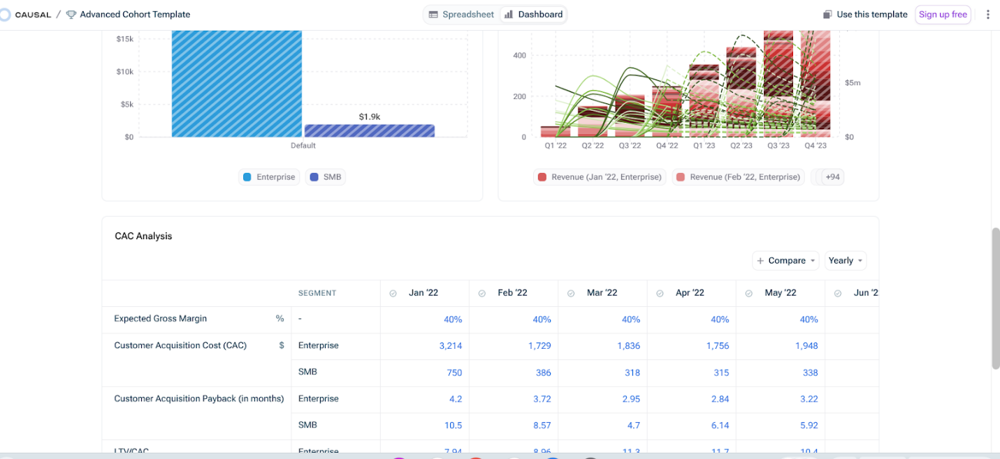 CAUSAL / Advanced Cohort Template Spreadsheet Dashboard Use this template Sign up free
$15k
$10k
$5k
$0
$1.9k
Default
Enterprise SMB
400
200
0
$5m
$0
Q1 '22 Q2 '22 Q3 '22 Q4 '22 Q1 '23 Q2 '23 Q3 '23 Q4 '23
Revenue (Jan '22, Enterprise) Revenue (Feb '22, Enterprise) +94
CAC Analysis
+ Compare Yearly
SEGMENT Jan '22 Feb '22 Mar '22 Apr '22 May '22 Jun '2
Expected Gross Margin % - 40% 40% 40% 40% 40%
Customer Acquisition Cost (CAC) $ Enterprise 3,214 1,729 1,836 1,756 1,948
SMB 750 386 318 315 338
Customer Acquisition Payback (in months) Enterprise 4.2 3.72 2.95 2.84 3.22
SMB 10.5 8.57 4.7 6.14 5.92
LTV/CAC Enterprise 7.94 8.96 11.3 11.7 10.4